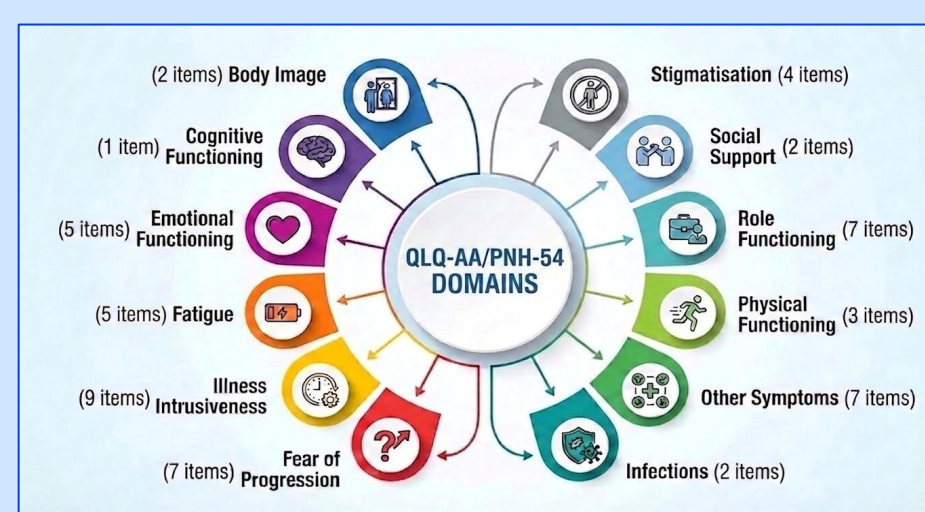 (2 items) Body Image
(1 item) Cognitive
Functioning
(5 items) Emotional
Functioning
(5 items) Fatigue
(9 items) Illness
Intrusiveness
(7 items) Fear of
Progression
QLQ-AA/PNH-54
DOMAINS
Stigmatisation (4 items)
Social
Support (2 items)
Role
Functioning (7 items)
Physical
Functioning (3 items)
Other Symptoms (7 items)
Infections (2 items)